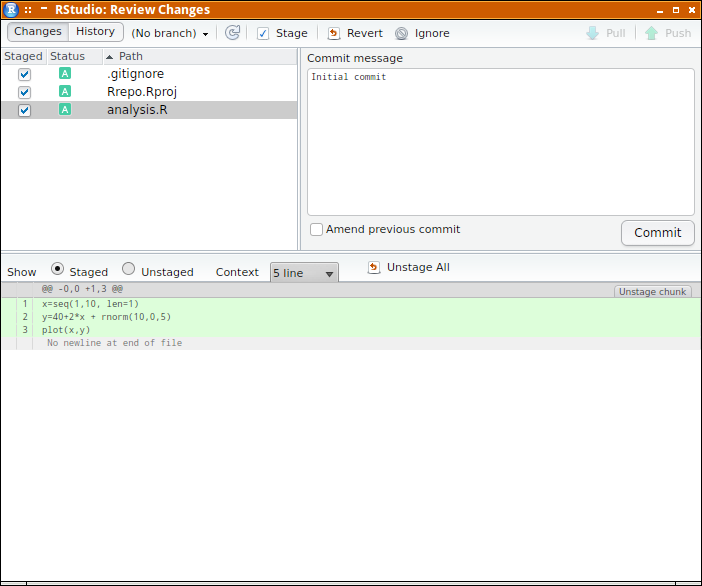 RStudio: Review Changes
Changes History (No branch) Stage Revert Ignore Pull Push
Staged Status Path
A .gitignore
A Rrepo.Rproj
A analysis.R
Commit message
Initial commit
Amend previous commit
Commit
Show Staged Unstaged Context 5 line Unstage All
@@ -0,0 +1,3 @@ Unstage chunk
1 x=seq(1,10, len=1)
2 y=40+2*x + rnorm(10,0,5)
3 plot(x,y)
No newline at end of file